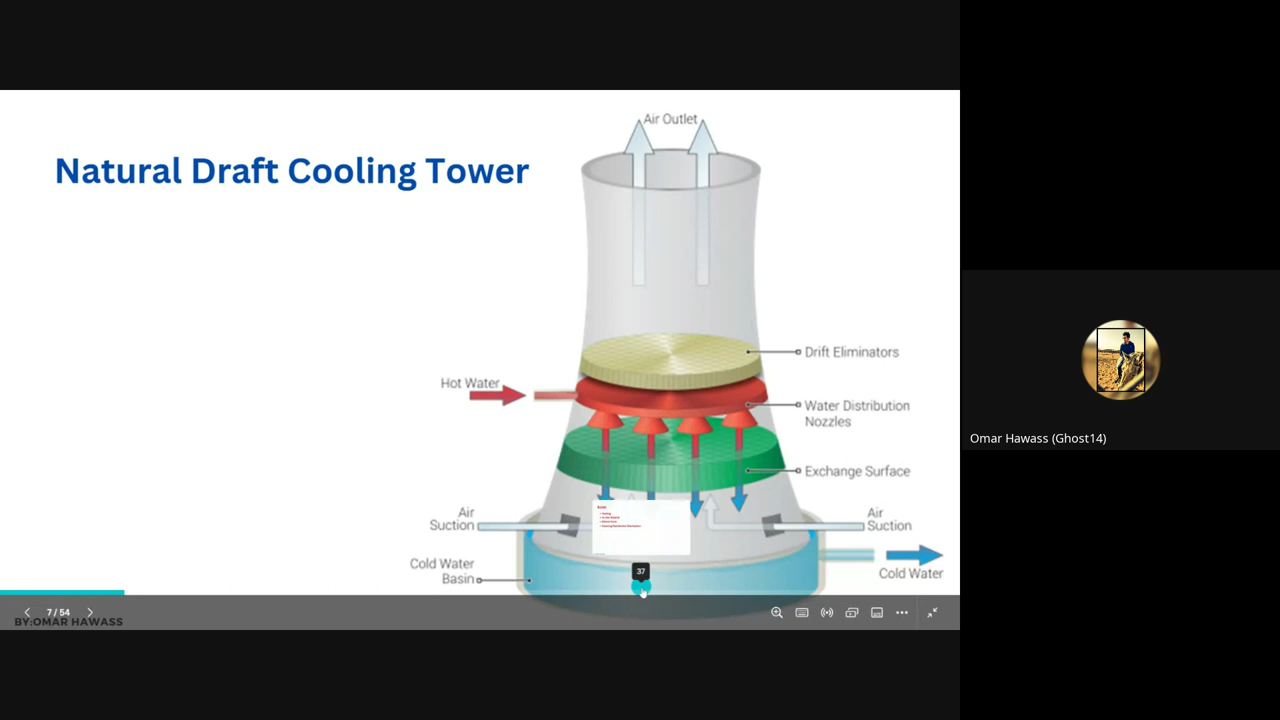 Air Outlet
Natural Draft Cooling Tower
Drift Eliminators
Hot Water
Water Distribution
Nozzles
Exchange Surface
Air
Suction
Air
Suction
Cold Water
Basin
Cold Water
37
7 / 54
BY:OMAR HAWASS
Omar Hawass (Ghost14)